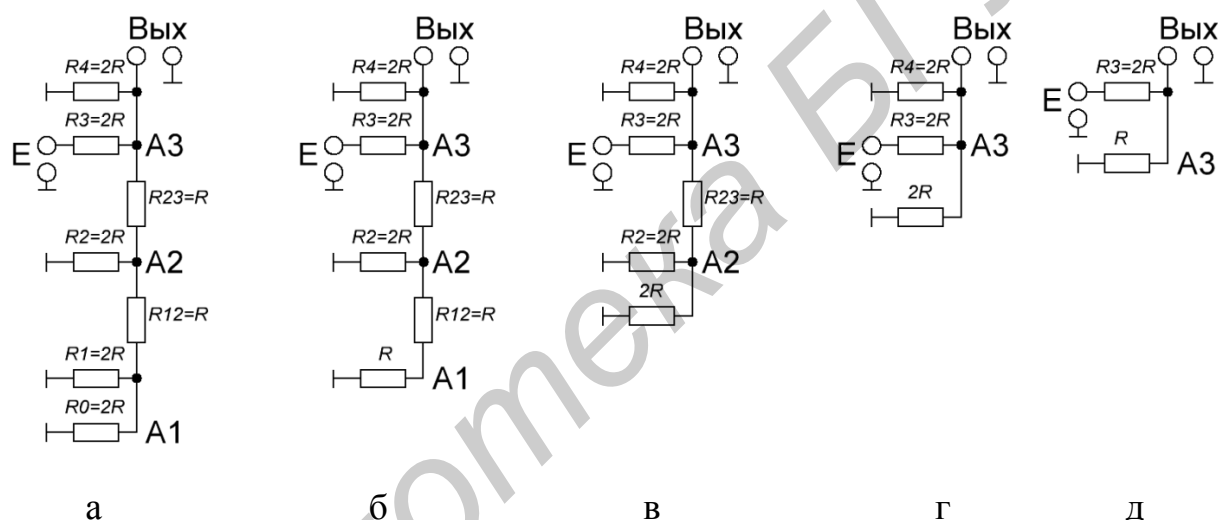 Вых
Вых
Вых
Вых
Вых
R4=2R
R4=2R
R4=2R
R4=2R
R3=2R
E
R3=2R
A3
E
R3=2R
A3
E
R3=2R
A3
E
R3=2R
A3
E
R
A3
R23=R
R23=R
R23=R
2R
R2=2R
A2
R2=2R
A2
R2=2R
A2
R12=R
R12=R
2R
R1=2R
R
A1
R0=2R
A1
а
б
в
г
д